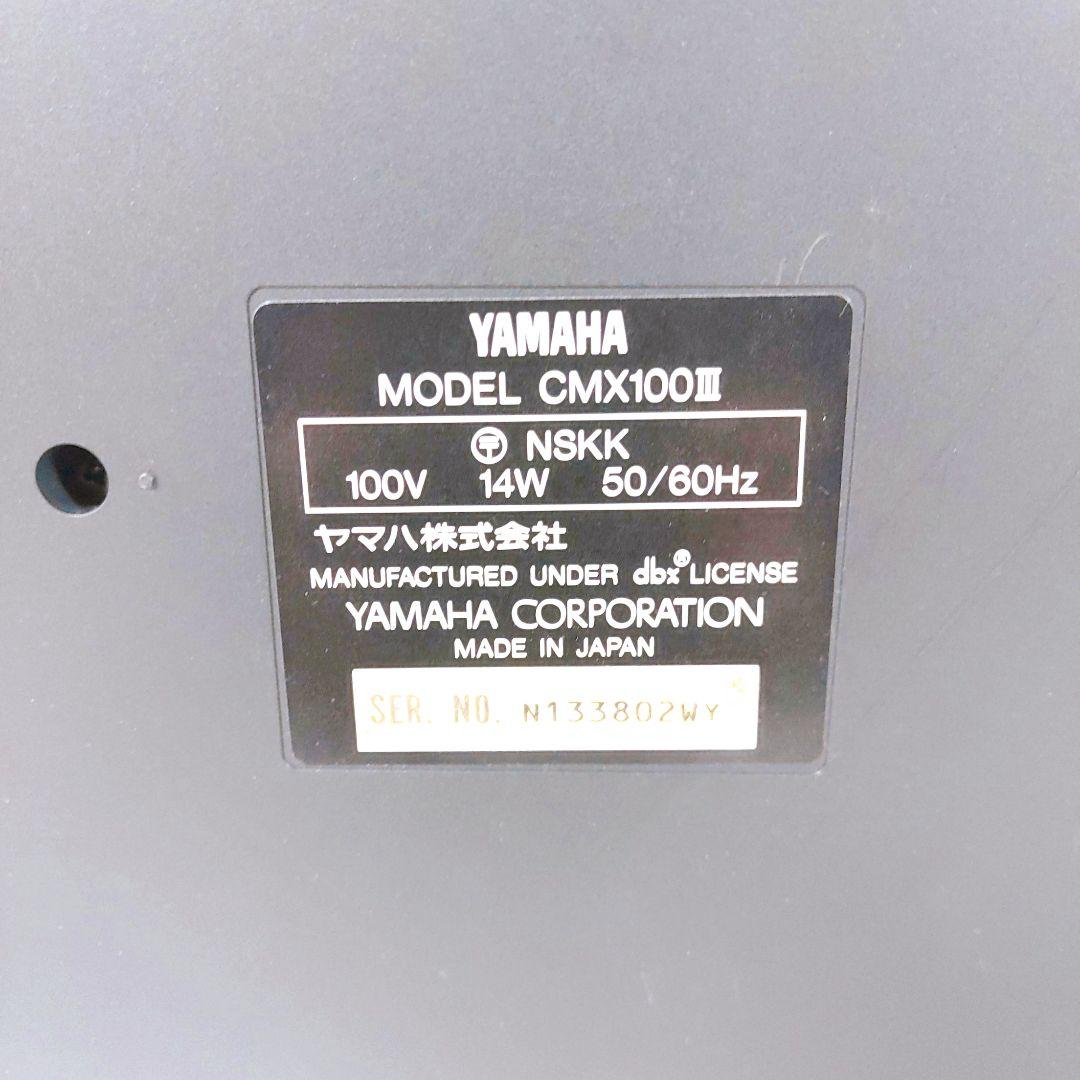 YAMAHA
MODEL CMX100Ⅲ
〶 NSKK
100V 14W 50/60Hz
ヤマハ株式会社
MANUFACTURED UNDER dbx® LICENSE
YAMAHA CORPORATION
MADE IN JAPAN
SER. NO. N133802WY